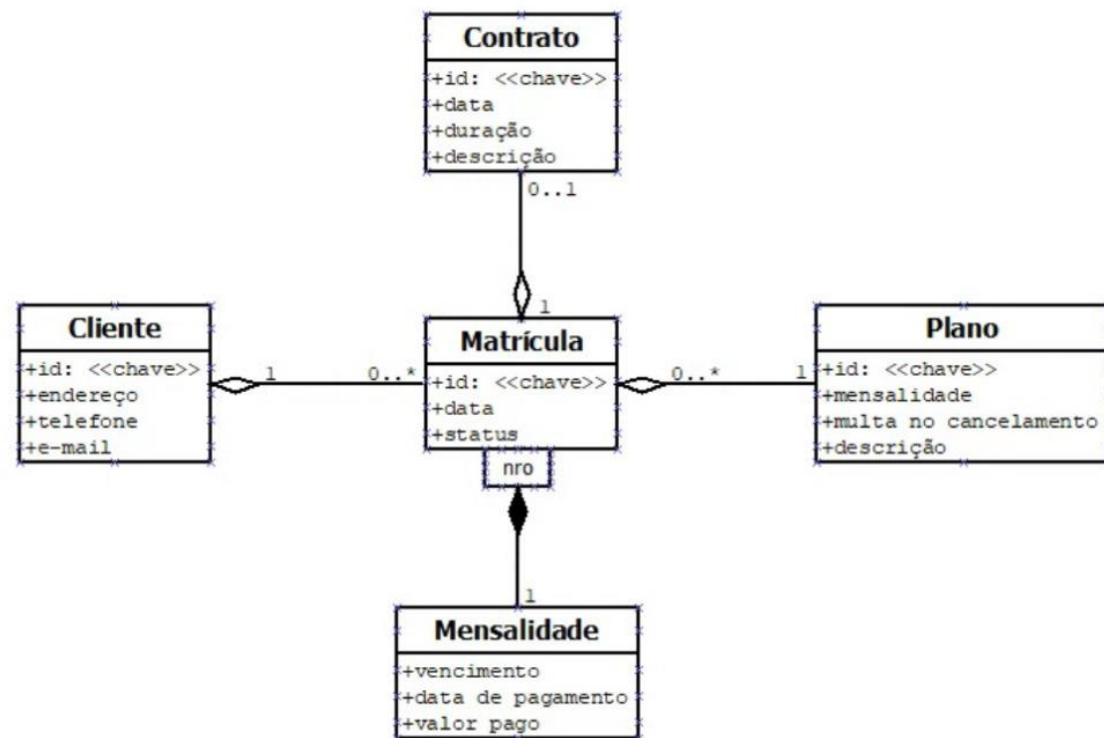 Contrato
+id: <<chave>>
+data
+duração
+descrição
0..1
1
Cliente
+id: <<chave>>
+endereço
+telefone
+e-mail
1
0..*
Matrícula
+id: <<chave>>
+data
+status
nro
0..*
1
Plano
+id: <<chave>>
+mensalidade
+multa no cancelamento
+descrição
1
Mensalidade
+vencimento
+data de pagamento
+valor pago